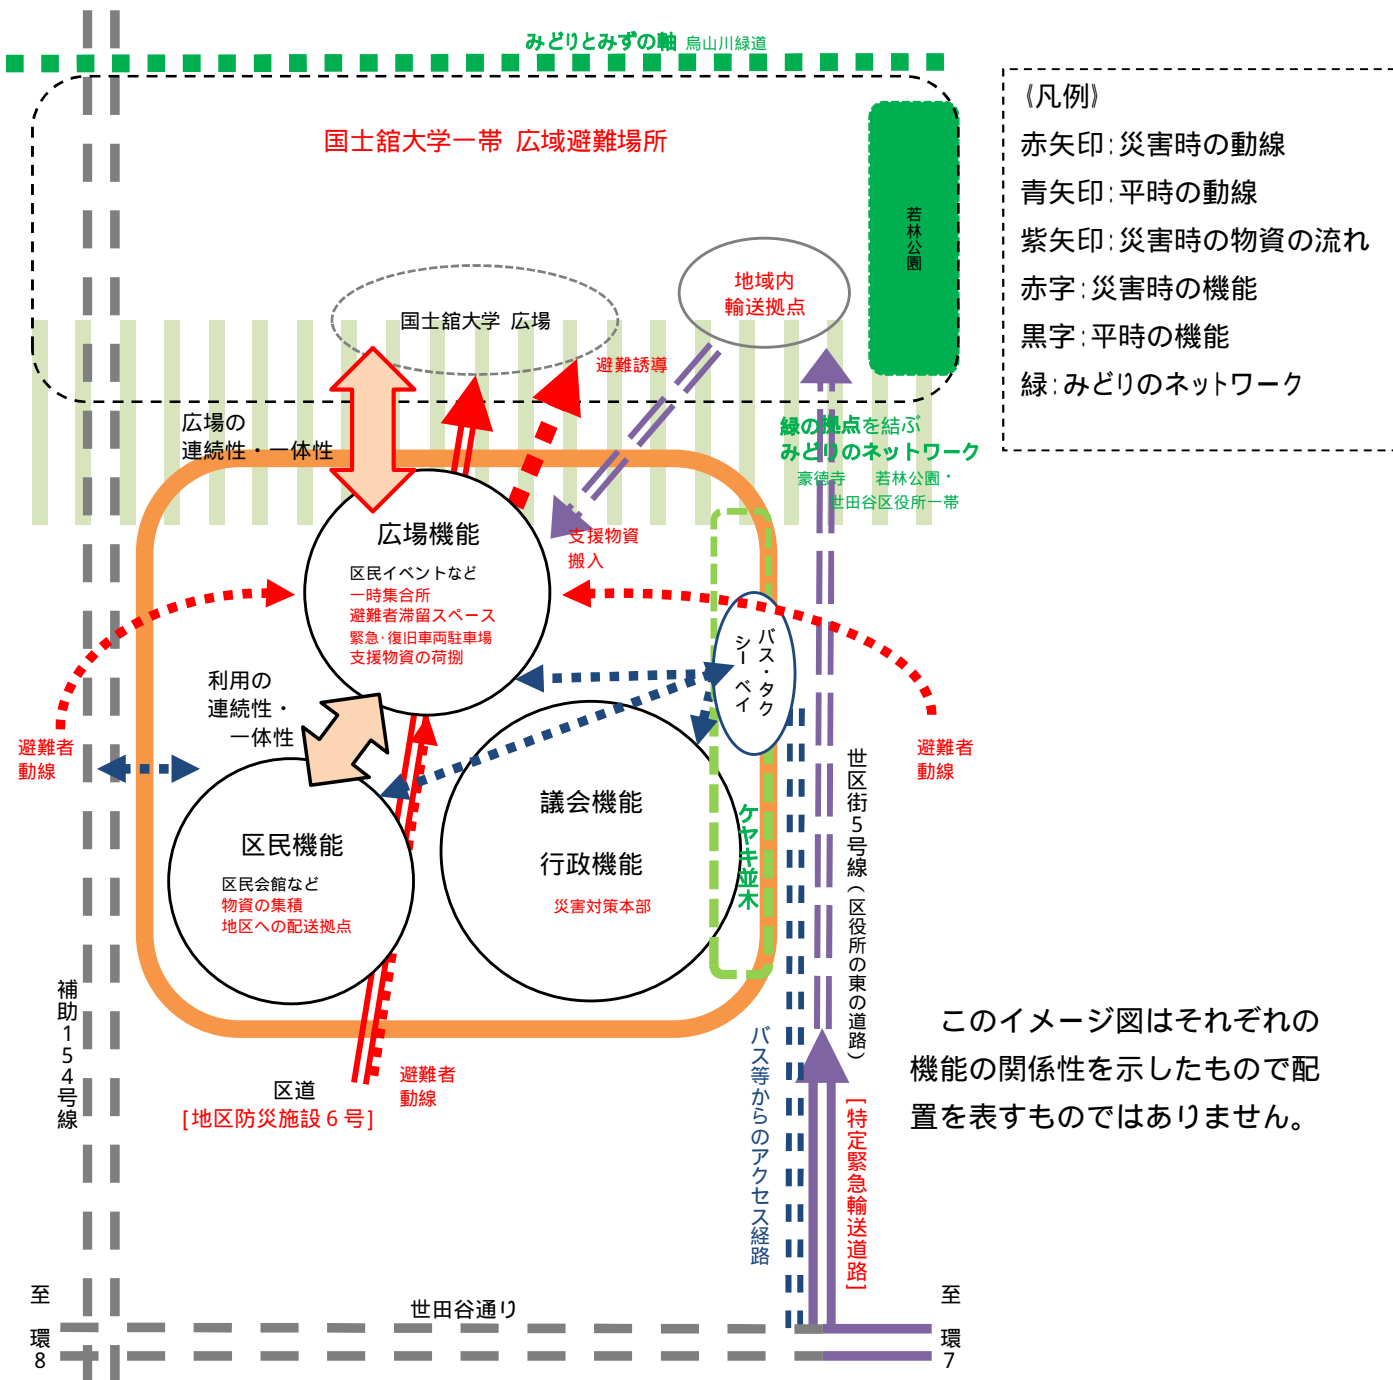 みどりとみずの軸 烏山川緑道
国士舘大学一帯 広域避難場所
若林公園
国士舘大学 広場
地域内
輸送拠点
避難誘導
広場の
連続性・一体性
緑の拠点を結ぶ
みどりのネットワーク
豪徳寺 若林公園・
世田谷区役所一帯
《凡例》
赤矢印:災害時の動線
青矢印:平時の動線
紫矢印:災害時の物資の流れ
赤字:災害時の機能
黒字:平時の機能
緑:みどりのネットワーク
広場機能
区民イベントなど
一時集合所
避難者滞留スペース
緊急・復旧車両駐車場
支援物資の荷捌
支援物資
搬入
バス・タク
シーベイ
利用の
連続性・
一体性
避難者
動線
避難者
動線
区民機能
区民会館など
物資の集積
地区への配送拠点
議会機能
行政機能
災害対策本部
ケヤキ並木
世区街5号線(区役所の東の道路)
補助154号線
区道
[地区防災施設6号]
避難者
動線
バス等からのアクセス経路
[特定緊急輸送道路]
このイメージ図はそれぞれの
機能の関係性を示したもので配
置を表すものではありません。
世田谷通り
至
環8
至
環7